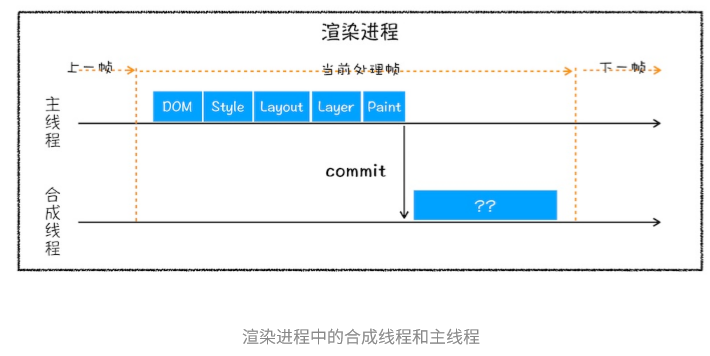 渲染进程
上一帧 当前处理帧 下一帧
主线程
DOM Style Layout Layer Paint
commit
合成线程
??
渲染进程中的合成线程和主线程